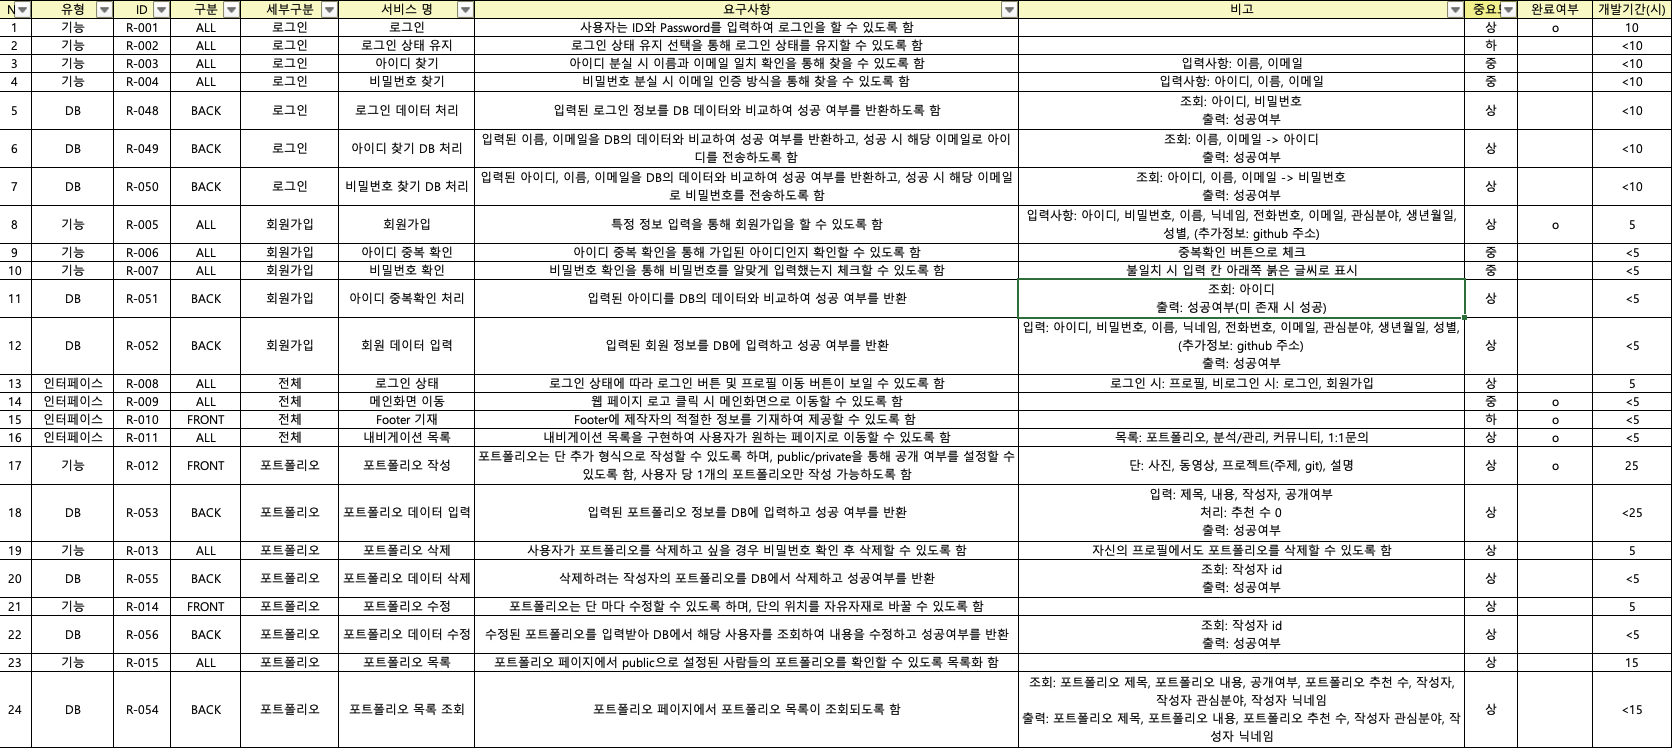 N 유형 ID 구분 세부구분 서비스 명 요구사항 비고 중요 완료여부 개발기간(시)
1 기능 R-001 ALL 로그인 로그인 사용자는 ID와 Password를 입력하여 로그인을 할 수 있도록 함 상 o 10
2 기능 R-002 ALL 로그인 로그인 상태 유지 로그인 상태 유지 선택을 통해 로그인 상태를 유지할 수 있도록 함 하 <10
3 기능 R-003 ALL 로그인 아이디 찾기 아이디 분실 시 이름과 이메일 일치 확인을 통해 찾을 수 있도록 함 입력사항: 이름, 이메일 중 <10
4 기능 R-004 ALL 로그인 비밀번호 찾기 비밀번호 분실 시 이메일 인증 방식을 통해 찾을 수 있도록 함 입력사항: 아이디, 이름, 이메일 중 <10
5 DB R-048 BACK 로그인 로그인 데이터 처리 입력된 로그인 정보를 DB 데이터와 비교하여 성공 여부를 반환하도록 함 조회: 아이디, 비밀번호
출력: 성공여부 상 <10
6 DB R-049 BACK 로그인 아이디 찾기 DB 처리 입력된 이름, 이메일을 DB의 데이터와 비교하여 성공 여부를 반환하고, 성공 시 해당 이메일로 아이
디를 전송하도록 함 조회: 이름, 이메일 -> 아이디
출력: 성공여부 상 <10
7 DB R-050 BACK 로그인 비밀번호 찾기 DB 처리 입력된 아이디, 이름, 이메일을 DB의 데이터와 비교하여 성공 여부를 반환하고, 성공 시 해당 이메일
로 비밀번호를 전송하도록 함 조회: 아이디, 이름, 이메일 -> 비밀번호
출력: 성공여부 상 <10
8 기능 R-005 ALL 회원가입 회원가입 특정 정보 입력을 통해 회원가입을 할 수 있도록 함 입력사항: 아이디, 비밀번호, 이름, 닉네임, 전화번호, 이메일, 관심분야, 생년월일,
성별, (추가정보: github 주소) 상 o 5
9 기능 R-006 ALL 회원가입 아이디 중복 확인 아이디 중복 확인을 통해 가입된 아이디인지 확인할 수 있도록 함 중복확인 버튼으로 체크 중 <5
10 기능 R-007 ALL 회원가입 비밀번호 확인 비밀번호 확인을 통해 비밀번호를 알맞게 입력했는지 체크할 수 있도록 함 불일치 시 입력 칸 아래쪽 붉은 글씨로 표시 중 <5
11 DB R-051 BACK 회원가입 아이디 중복확인 처리 입력된 아이디를 DB의 데이터와 비교하여 성공 여부를 반환 조회: 아이디
출력: 성공여부(미 존재 시 성공) 상 <5
12 DB R-052 BACK 회원가입 회원 데이터 입력 입력된 회원 정보를 DB에 입력하고 성공 여부를 반환 입력: 아이디, 비밀번호, 이름, 닉네임, 전화번호, 이메일, 관심분야, 생년월일, 성별,
(추가정보: github 주소)
출력: 성공여부 상 <5
13 인터페이스 R-008 ALL 전체 로그인 상태 로그인 상태에 따라 로그인 버튼 및 프로필 이동 버튼이 보일 수 있도록 함 로그인 시: 프로필, 비로그인 시: 로그인, 회원가입 상 5
14 인터페이스 R-009 ALL 전체 메인화면 이동 웹 페이지 로고 클릭 시 메인화면으로 이동할 수 있도록 함 중 o <5
15 인터페이스 R-010 FRONT 전체 Footer 기재 Footer에 제작자의 적절한 정보를 기재하여 제공할 수 있도록 함 하 o <5
16 인터페이스 R-011 ALL 전체 내비게이션 목록 내비게이션 목록을 구현하여 사용자가 원하는 페이지로 이동할 수 있도록 함 목록: 포트폴리오, 분석/관리, 커뮤니티, 1:1문의 상 o <5
17 기능 R-012 FRONT 포트폴리오 포트폴리오 작성 포트폴리오는 단 추가 형식으로 작성할 수 있도록 하며, public/private을 통해 공개 여부를 설정할 수
있도록 함, 사용자 당 1개의 포트폴리오만 작성 가능하도록 함 단: 사진, 동영상, 프로젝트(주제, git), 설명 상 o 25
18 DB R-053 BACK 포트폴리오 포트폴리오 데이터 입력 입력된 포트폴리오 정보를 DB에 입력하고 성공 여부를 반환 입력: 제목, 내용, 작성자, 공개여부
처리: 추천 수 0
출력: 성공여부 상 <25
19 기능 R-013 ALL 포트폴리오 포트폴리오 삭제 사용자가 포트폴리오를 삭제하고 싶을 경우 비밀번호 확인 후 삭제할 수 있도록 함 자신의 프로필에서도 포트폴리오를 삭제할 수 있도록 함 상 5
20 DB R-055 BACK 포트폴리오 포트폴리오 데이터 삭제 삭제하려는 작성자의 포트폴리오를 DB에서 삭제하고 성공여부를 반환 조회: 작성자 id
출력: 성공여부 상 <5
21 기능 R-014 FRONT 포트폴리오 포트폴리오 수정 포트폴리오는 단 마다 수정할 수 있도록 하며, 단의 위치를 자유자재로 바꿀 수 있도록 함 상 5
22 DB R-056 BACK 포트폴리오 포트폴리오 데이터 수정 수정된 포트폴리오를 입력받아 DB에서 해당 사용자를 조회하여 내용을 수정하고 성공여부를 반환 조회: 작성자 id
출력: 성공여부 상 <5
23 기능 R-015 ALL 포트폴리오 포트폴리오 목록 포트폴리오 페이지에서 public으로 설정된 사람들의 포트폴리오를 확인할 수 있도록 목록화 함 상 15
24 DB R-054 BACK 포트폴리오 포트폴리오 목록 조회 포트폴리오 페이지에서 포트폴리오 목록이 조회되도록 함 조회: 포트폴리오 제목, 포트폴리오 내용, 공개여부, 포트폴리오 추천 수, 작성자,
작성자 관심분야, 작성자 닉네임
출력: 포트폴리오 제목, 포트폴리오 내용, 포트폴리오 추천 수, 작성자 관심분야, 작
성자 닉네임 상 <15